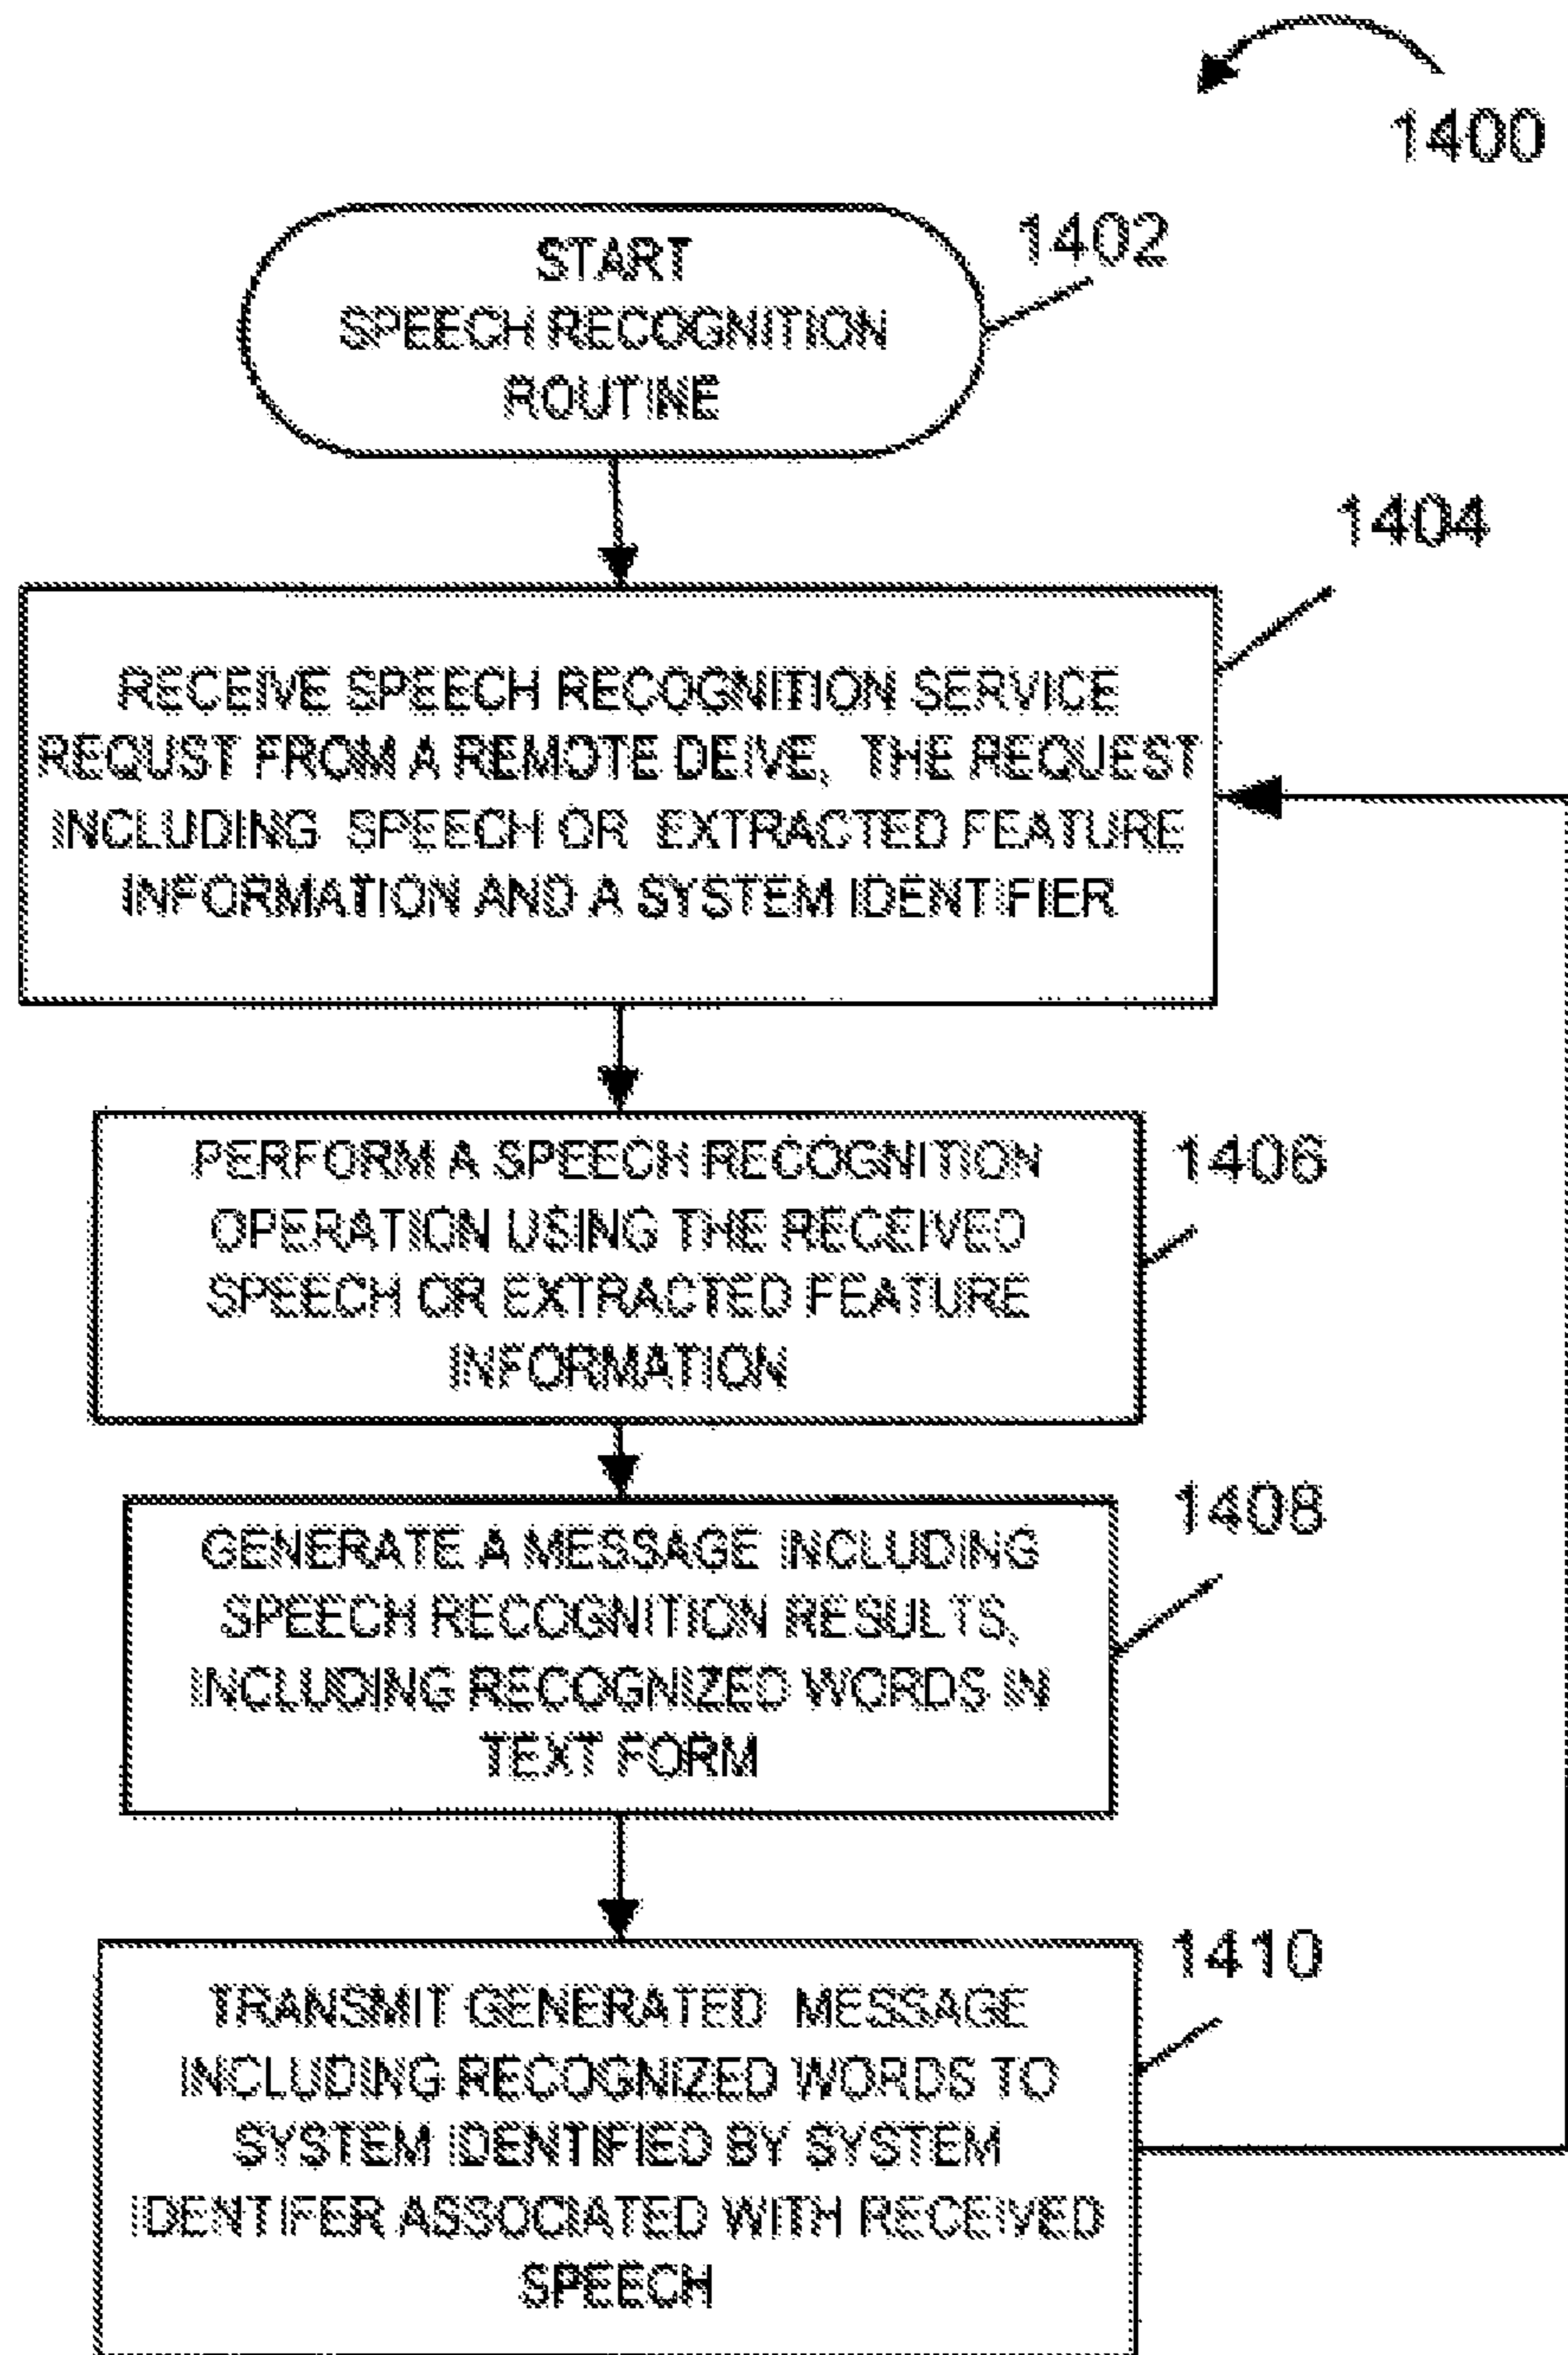 1400
START
SPEECH RECOGNITION
ROUTINE
1402
1404
RECEIVE SPEECH RECOGNITION SERVICE
REQUST FROM A REMOTE DEIVE, THE REQUEST
INCLUDING SPEECH OR EXTRACTED FEATURE
INFORMATION AND A SYSTEM IDENTIFIER
1406
PERFORM A SPEECH RECOGNITION
OPERATION USING THE RECEIVED
SPEECH OR EXTRACTED FEATURE
INFORMATION
1408
GENERATE A MESSAGE INCLUDING
SPEECH RECOGNITION RESULTS,
INCLUDING RECOGNIZED WORDS IN
TEXT FORM
1410
TRANSMIT GENERATED MESSAGE
INCLUDING RECOGNIZED WORDS TO
SYSTEM IDENTIFIED BY SYSTEM
IDENTIFER ASSOCIATED WITH RECEIVED
SPEECH